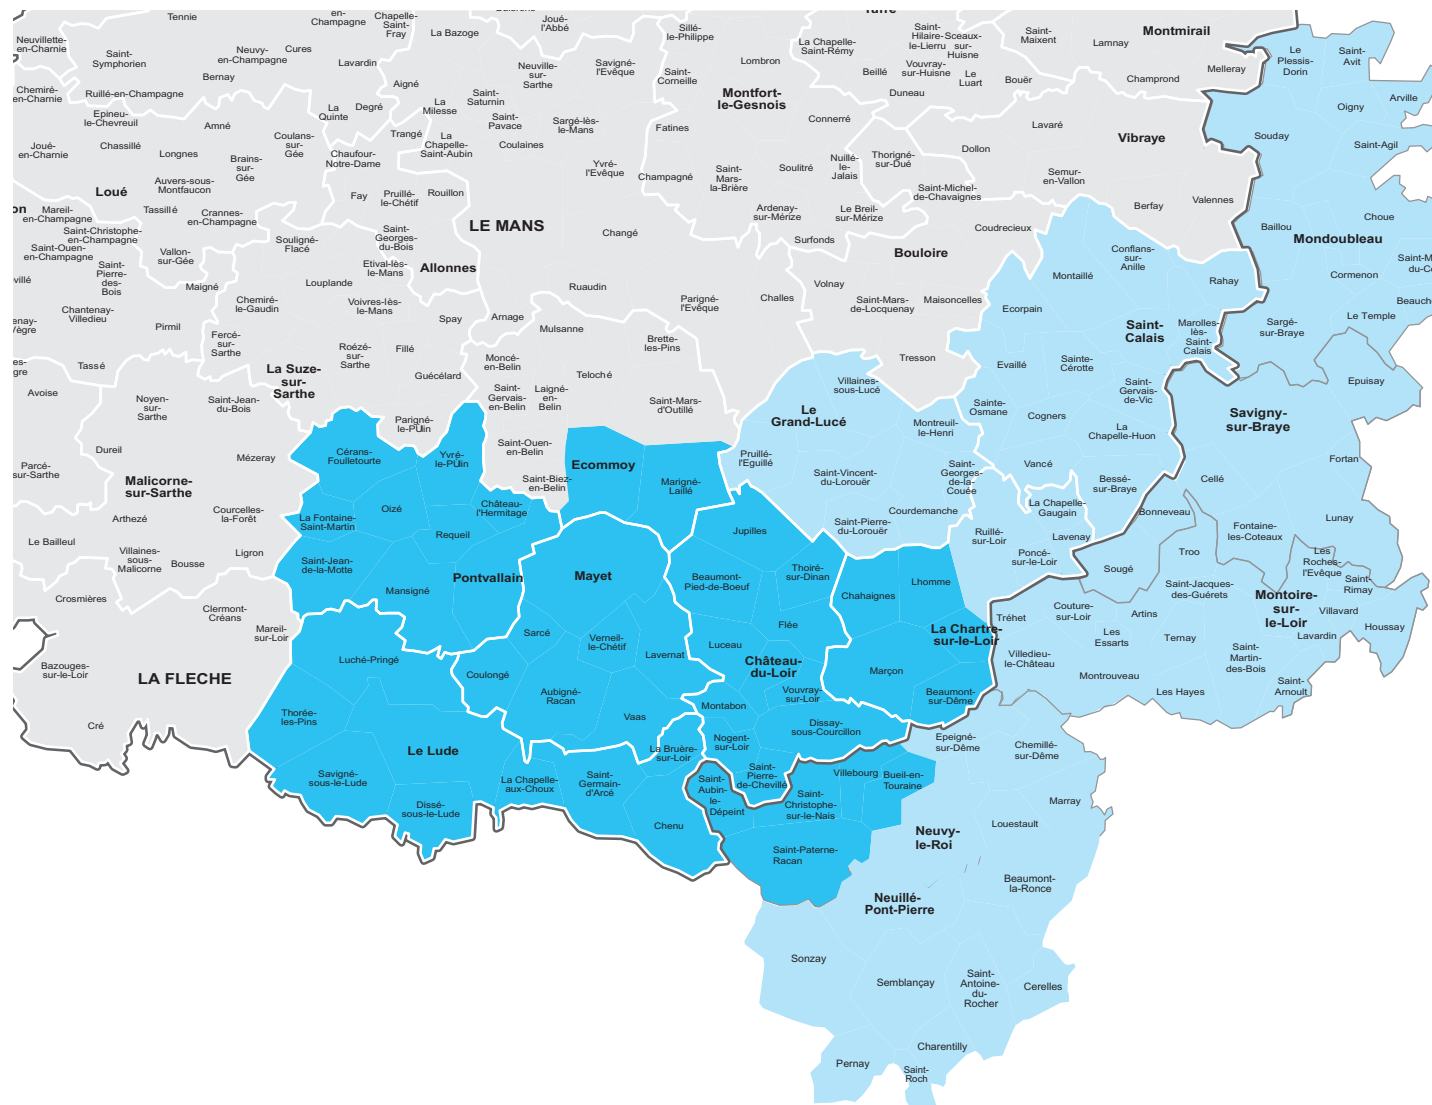 Tennie
en-
Champagne
Chapelle-
Saint-
Fray
La Bazoge
Joué-
l'Abbé
Sillé-
le-Philippe
La Chapelle-
Saint-Rémy
Saint-
Hilaire-
le-Lierru
Sceaux-
sur-
Huisne
Saint-
Maixent
Lamnay
Montmirail
Melleray
Le
Plessis-
Dorin
Saint-
Avit
Neuvillette-
en-Charnie
Saint-
Symphorien
Neuvy-
en-Champagne
Cures
Bernay
Lavardin
Aigné
Neuville-
sur-
Sarthe
Savigné-
l'Evêque
Saint-
Corneille
Lombron
Beillé
Vouvray-
sur-Huisne
Le
Luart
Bouër
Duneau
Champrond
Arville
Oigny
Chemiré-
en-Charnie
Ruillé-en-Champagne
La
Quinte
Degré
La
Milesse
Saint-
Saturnin
Saint-
Pavace
Sargé-lès-
le-Mans
Montfort-
le-Gesnois
Connerré
Fatines
Epineu-
le-Chevreuil
Amné
Coulans-
sur-
Gée
Trangé
La
Chapelle-
Saint-Aubin
Coulaines
Lavaré
Vibraye
Souday
Saint-Agil
Joué-
en-Charnie
Chassillé
Longnes
Brains-
sur-
Gée
Chaufour-
Notre-Dame
Yvré-
l'Evêque
Champagné
Saint-
Mars-
la-Brière
Soulitré
Nuillé-
le-
Jalais
Thorigné-
sur-Dué
Dollon
Semur-
en-Vallon
Loué
Auvers-sous-
Montfaucon
Fay
Pruillé-
le-Chétif
Rouillon
Saint-Michel-
de-Chavaignes
Berfay
Valennes
Mareil-
en-Champagne
Tassillé
Crannes-
en-Champagne
LE MANS
Changé
Ardenay-
sur-Mérize
Le Breil-
sur-Mérize
Surfonds
Coudrecieux
Baillou
Choue
Mondoubleau
Saint-Christophe-
en-Champagne
Saint-Ouen-
en-Champagne
Vallon-
sur-Gée
Souligné-
Flacé
Saint-
Georges-
du-Bois
Etival-lès-
le-Mans
Allonnes
Bouloire
Conflans-
sur-
Anille
Montaillé
Rahay
Cormenon
Saint-
Pierre-
des-
Bois
Maigné
Louplande
Ruaudin
Volnay
Challes
Parigné-
l'Evêque
Saint-Mars-
de-Locquenay
Maisoncelles
Ecorpain
Saint-
Calais
Marolles-
lès-
Saint-
Calais
Sargé-
sur-Braye
Le Temple
Chantenay-
Villedieu
Pirmil
Chemiré-
le-Gaudin
Voivres-lès-
le-Mans
Spay
Arnage
Mulsanne
Brette-
les-Pins
Tresson
Evaillé
Sainte-
Cérotte
Fercé-
sur-
Sarthe
Roézé-
sur-
Sarthe
Fillé
Guécélard
Moncé-
en-Belin
Teloché
Tassé
La Suze-
sur-
Sarthe
Avoise
Noyen-
sur-
Sarthe
Saint-Jean-
du-Bois
Parigné-
le-PUlin
Saint-
Gervais-
en-Belin
Laigné-
en-
Belin
Saint-Mars-
d'Outillé
Villaines-
sous-Lucé
Le
Grand-Lucé
Montreuil-
le-Henri
Sainte-
Osmane
Cogners
Saint-
Gervais-
de-Vic
La
Chapelle-Huon
Epuisay
Savigny-
sur-Braye
Dureil
Mézeray
Cérans-
Foulletourte
Yvré-
le-PUlin
Saint-Ouen-
en-Belin
Saint-Biez-
en-Belin
Ecommoy
Marigné-
Laillé
Pruillé-
l'Eguillé
Saint-Vincent-
du-Lorouër
Saint-
Georges-
de-la-
Couée
Vancé
Bessé-
sur-Braye
Fortan
Cellé
Parcé-
sur-Sarthe
Malicorne-
sur-Sarthe
Arthezé
Courcelles-
la-Forêt
La Fontaine-
Saint-Martin
Oizé
Château-
l'Hermitage
Requeil
Jupilles
Courdemanche
Saint-Pierre-
du-Lorouër
Ruillé-
sur-Loir
La Chapelle-
Gaugain
Lavenay
Poncé-
sur-le-Loir
Bonneveau
Fontaine-
les-Coteaux
Lunay
Le Bailleul
Villaines-
sous-
Malicorne
Bousse
Ligron
Saint-Jean-
de-la-Motte
Mansigné
Pontvallain
Mayet
Beaumont-
Pied-de-Boeuf
Thoiré-
sur-Dinan
Chahaignes
Lhomme
Sougé
Troo
Les
Roches-
l'Evêque
Saint-
Rimay
Crosmières
Clermont-
Créans
Mareil-
sur-Loir
Sarcé
Verneil-
le-Chétif
Lavernat
Flée
Luceau
La Chartre-
sur-le-Loir
Tréhet
Couture-
sur-Loir
Artins
Les
Essarts
Saint-Jacques-
des-Guérets
Ternay
Montoire-
sur-
le-Loir
Villavard
Lavardin
Houssay
Bazouges-
sur-le-Loir
LA FLECHE
Luché-Pringé
Coulongé
Aubigné-
Racan
Château-
du-Loir
Marçon
Villedieu-
le-Château
Montrouveau
Saint-
Martin-
des-Bois
Les Hayes
Saint-
Arnoult
Cré
Thorée-
les-Pins
Vaas
Montabon
Vouvray-
sur-Loir
Beaumont-
sur-Dême
Dissay-
sous-Courcillon
Le Lude
La Bruère-
sur-Loir
Nogent-
sur-Loir
Epeigné-
sur-Dême
Chemillé-
sur-Dême
Savigné-
sous-le-Lude
Dissé-
sous-le-Lude
La Chapelle-
aux-Choux
Saint-
Germain-
d'Arcé
Chenu
Saint-
Aubin-
le-
Dépeint
Saint-
Pierre-
de-Chevillé
Villebourg
Bueil-en-
Touraine
Saint-
Christophe-
sur-le-Nais
Marray
Louestault
Neuvy-
le-Roi
Saint-Paterne-
Racan
Beaumont-
la-Ronce
Neuillé-
Pont-Pierre
Sonzay
Semblançay
Saint-
Antoine-
du-
Rocher
Cerelles
Charentilly
Pernay
Saint-
Roch